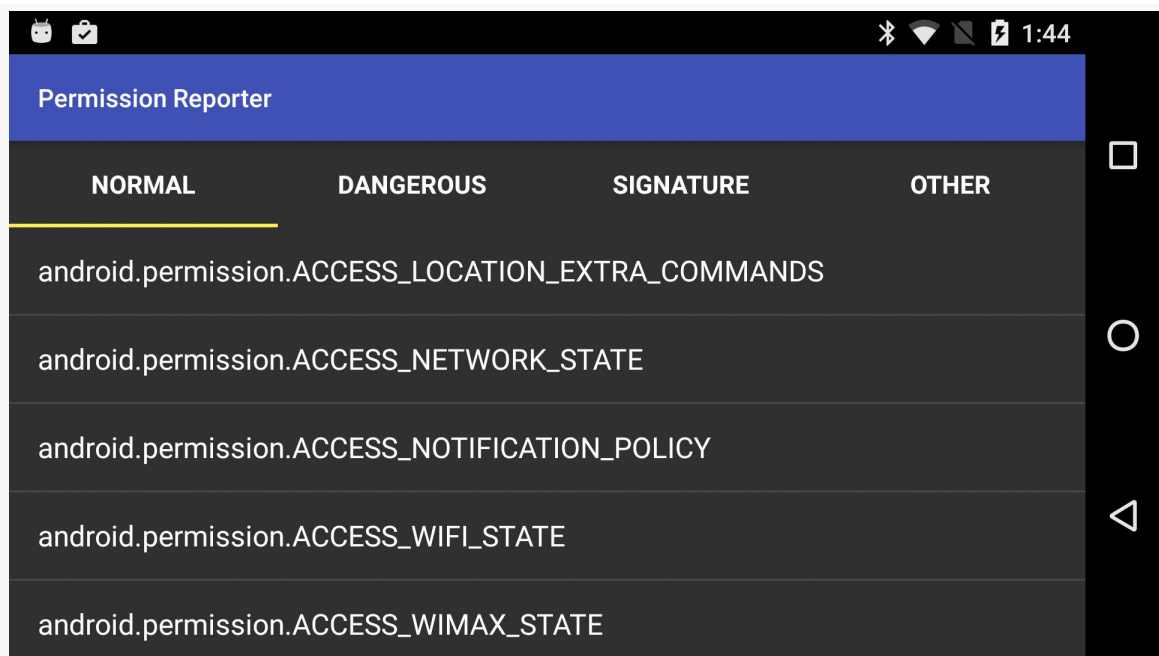 1:44
Permission Reporter
NORMAL DANGEROUS SIGNATURE OTHER
android.permission.ACCESS_LOCATION_EXTRA_COMMANDS
android.permission.ACCESS_NETWORK_STATE
android.permission.ACCESS_NOTIFICATION_POLICY
android.permission.ACCESS_WIFI_STATE
android.permission.ACCESS_WIMAX_STATE